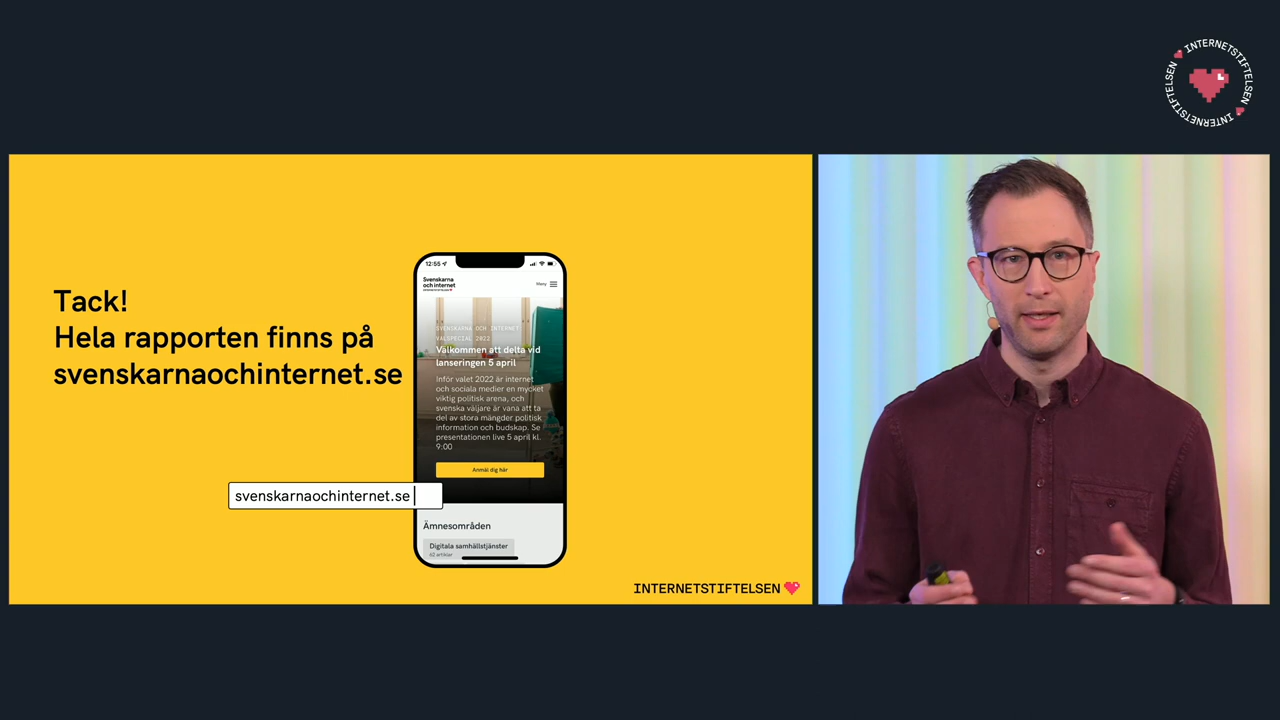 INTERNETSTIFTELSEN INTERNETSTIFTELSEN
Tack!
Hela rapporten finns på
svenskarnaochinternet.se
svenskarnaochinternet.se
12:55
Svenskarna
och internet
Meny
SVENSKARNA OCH INTERNET
VALSPECIAL 2022
Välkommen att delta vid
lanseringen 5 april
Inför valet 2022 är internet
och sociala medier en mycket
viktig politisk arena, och
svenska väljare är vana att ta
del av stora mängder politisk
information och budskap. Se
presentationen live 5 april kl.
9:00
Anmäl dig här
Ämnesområden
Digitala samhällstjänster
62 artiklar
INTERNETSTIFTELSEN